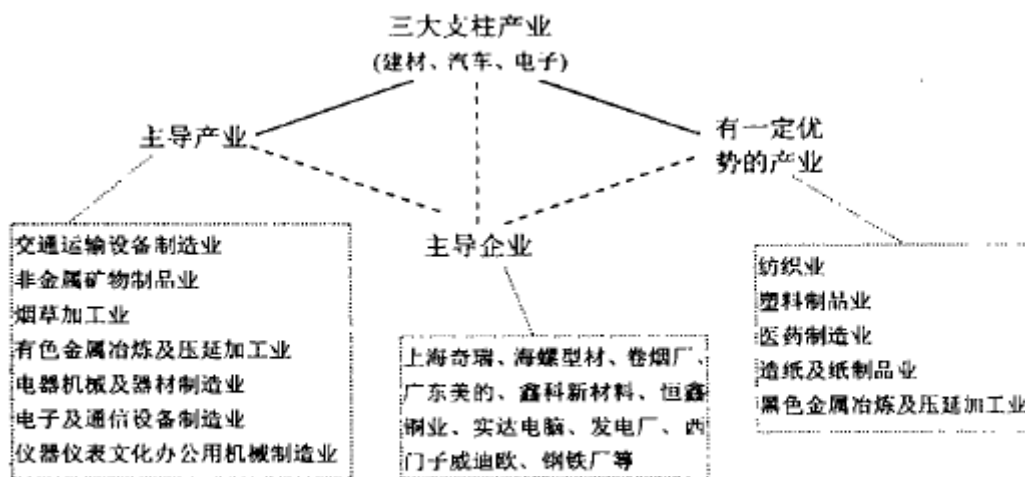 三大支柱产业
(建材、汽车、电子)
主导产业
有一定优
势的产业
主导企业
交通运输设备制造业
非金属矿物制品业
烟草加工业
有色金属冶炼及压延加工业
电器机械及器材制造业
电子及通信设备制造业
仪器仪表文化办公用机械制造业
上海奇瑞、海螺型材、卷烟厂、
广东美的、鑫科新材料、恒鑫
铜业、实达电脑、发电厂、西
门子威迪欧、钢铁厂等
纺织业
塑料制品业
医药制造业
造纸及纸制品业
黑色金属冶炼及压延加工业